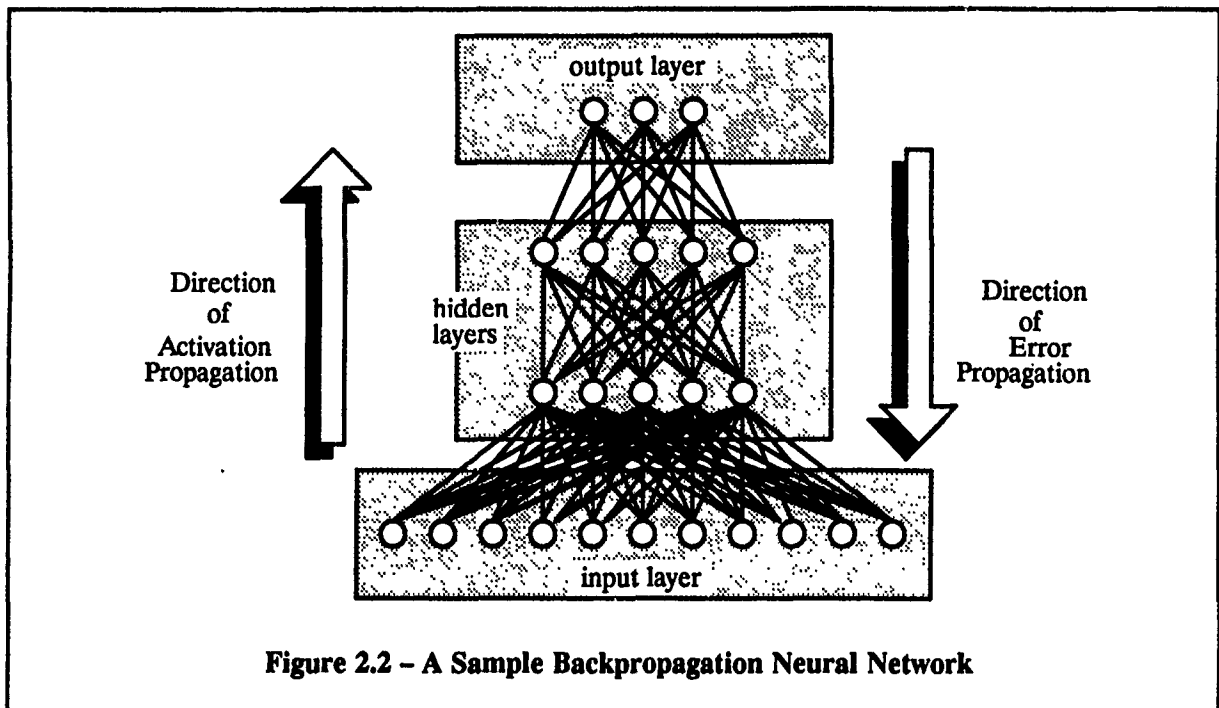 output layer
Direction
of
Activation
Propagation
hidden
layers
Direction
of
Error
Propagation
input layer
Figure 2.2 – A Sample Backpropagation Neural Network